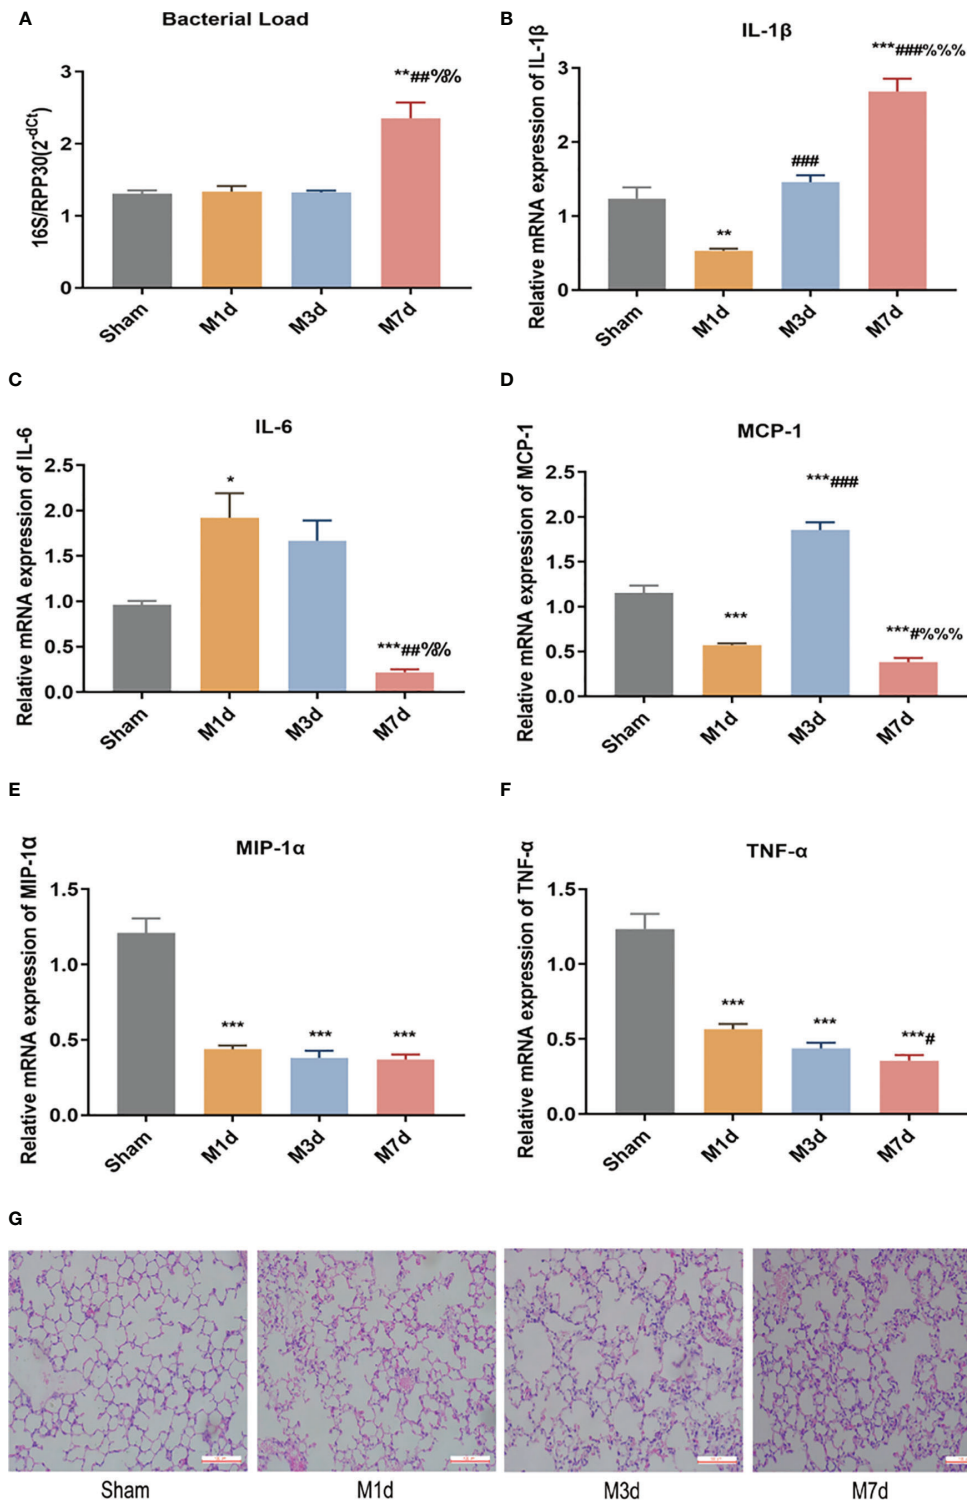 A
Bacterial Load
16S/RPP30(2^-dCt)
3
2
1
0
**##%%
Sham
M1d
M3d
M7d
B
IL-1β
Relative mRNA expression of IL-1β
3
2
1
0
**
###
***###%%%
Sham
M1d
M3d
M7d
C
IL-6
Relative mRNA expression of IL-6
2.5
2.0
1.5
1.0
0.5
0.0
*
***##%%
Sham
M1d
M3d
M7d
D
MCP-1
Relative mRNA expression of MCP-1
2.5
2.0
1.5
1.0
0.5
0.0
***
***###
***#%%%
Sham
M1d
M3d
M7d
E
MIP-1α
Relative mRNA expression of MIP-1α
1.5
1.0
0.5
0.0
***
***
***
Sham
M1d
M3d
M7d
F
TNF-α
Relative mRNA expression of TNF-α
1.5
1.0
0.5
0.0
***
***
***#
Sham
M1d
M3d
M7d
G
Sham
M1d
M3d
M7d